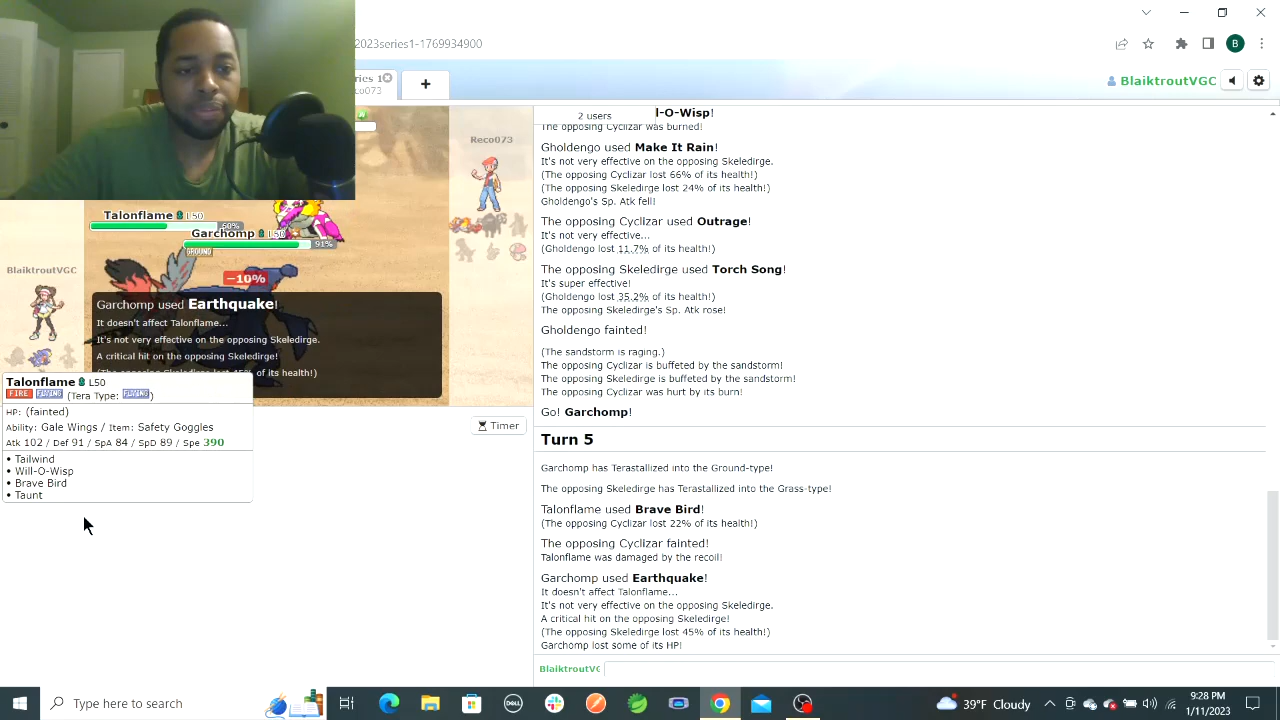 2023series1-1769934900
B
ries 1
eco073
+
BlaiktroutVGC
2 users
l-O-Wisp!
The opposing Cyclizar was burned!
Gholdengo used Make It Rain!
It's not very effective on the opposing Skeledirge.
(The opposing Cyclizar lost 66% of its health!)
(The opposing Skeledirge lost 24% of its health!)
Gholdengo's Sp. Atk fell!
The opposing Cyclizar used Outrage!
It's not very effective...
(Gholdengo lost 11.7% of its health!)
The opposing Skeledirge used Torch Song!
It's super effective!
(Gholdengo lost 35.2% of its health!)
The opposing Skeledirge's Sp. Atk rose!
Gholdengo fainted!
(The sandstorm is raging.)
The opposing Cyclizar is buffeted by the sandstorm!
The opposing Skeledirge is buffeted by the sandstorm!
The opposing Cyclizar was hurt by its burn!
Go! Garchomp!
Turn 5
Garchomp has Terastallized into the Ground-type!
The opposing Skeledirge has Terastallized into the Grass-type!
Talonflame used Brave Bird!
(The opposing Cyclizar lost 22% of its health!)
The opposing Cyclizar fainted!
Talonflame was damaged by the recoil!
Garchomp used Earthquake!
It doesn't affect Talonflame...
It's not very effective on the opposing Skeledirge.
A critical hit on the opposing Skeledirge!
(The opposing Skeledirge lost 45% of its health!)
Garchomp lost some of its HP!
BlaiktroutVG
Reco073
Talonflame L50
60%
Garchomp L50
91%
GROUND
BlaiktroutVGC
−10%
Garchomp used Earthquake!
It doesn't affect Talonflame...
It's not very effective on the opposing Skeledirge.
A critical hit on the opposing Skeledirge!
of its health!)
Talonflame L50
FIRE FLYING (Tera Type: FLYING)
HP: (fainted)
Ability: Gale Wings / Item: Safety Goggles
Atk 102 / Def 91 / SpA 84 / SpD 89 / Spe 390
• Tailwind
• Will-O-Wisp
• Brave Bird
• Taunt
Timer
Type here to search
DELL
39°F Cloudy
9:28 PM
1/11/2023